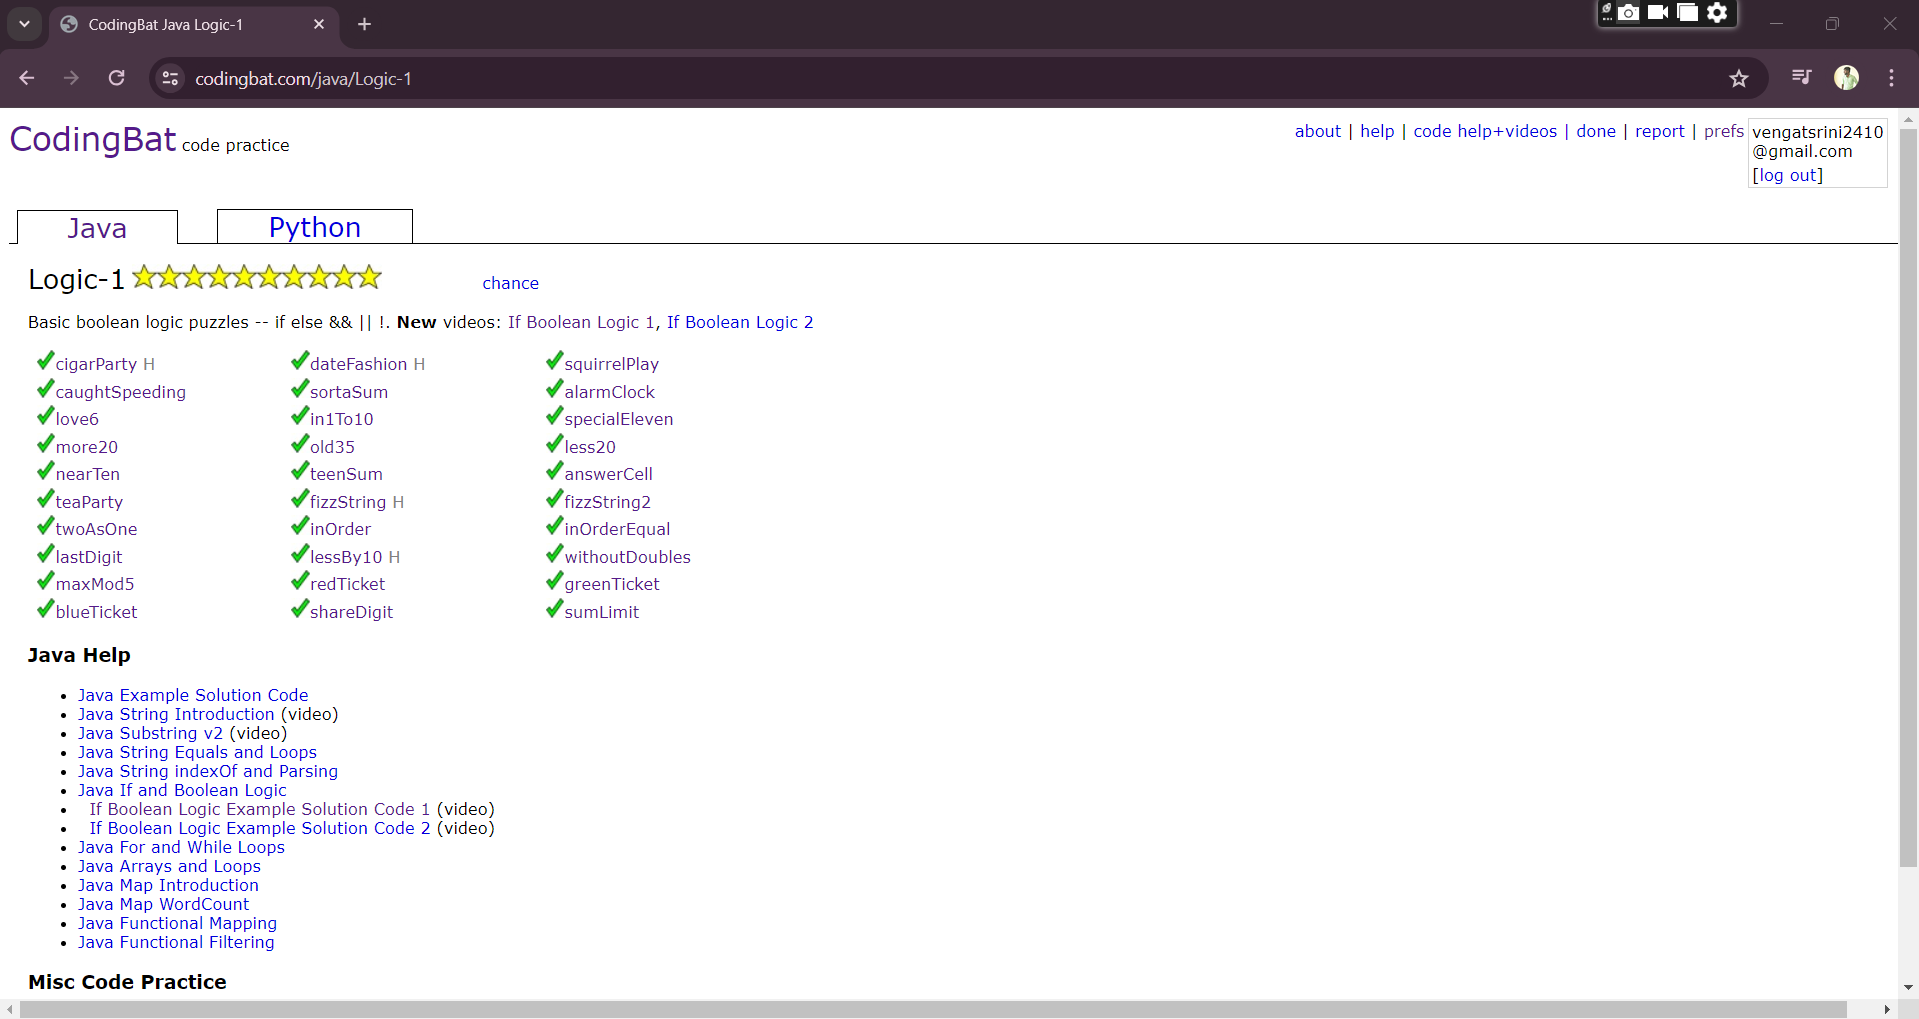 CodingBat Java Logic-1
codingbat.com/java/Logic-1
CodingBat code practice
about | help | code help+videos | done | report | prefs
vengatsrini2410
@gmail.com
[log out]
Java
Python
Logic-1
chance
Basic boolean logic puzzles -- if else && || !. New videos: If Boolean Logic 1, If Boolean Logic 2
cigarParty H dateFashion H squirrelPlay
caughtSpeeding sortaSum alarmClock
love6 in1To10 specialEleven
more20 old35 less20
nearTen teenSum answerCell
teaParty fizzString H fizzString2
twoAsOne inOrder inOrderEqual
lastDigit lessBy10 H withoutDoubles
maxMod5 redTicket greenTicket
blueTicket shareDigit sumLimit
Java Help
Java Example Solution Code
Java String Introduction (video)
Java Substring v2 (video)
Java String Equals and Loops
Java String indexOf and Parsing
Java If and Boolean Logic
If Boolean Logic Example Solution Code 1 (video)
If Boolean Logic Example Solution Code 2 (video)
Java For and While Loops
Java Arrays and Loops
Java Map Introduction
Java Map WordCount
Java Functional Mapping
Java Functional Filtering
Misc Code Practice